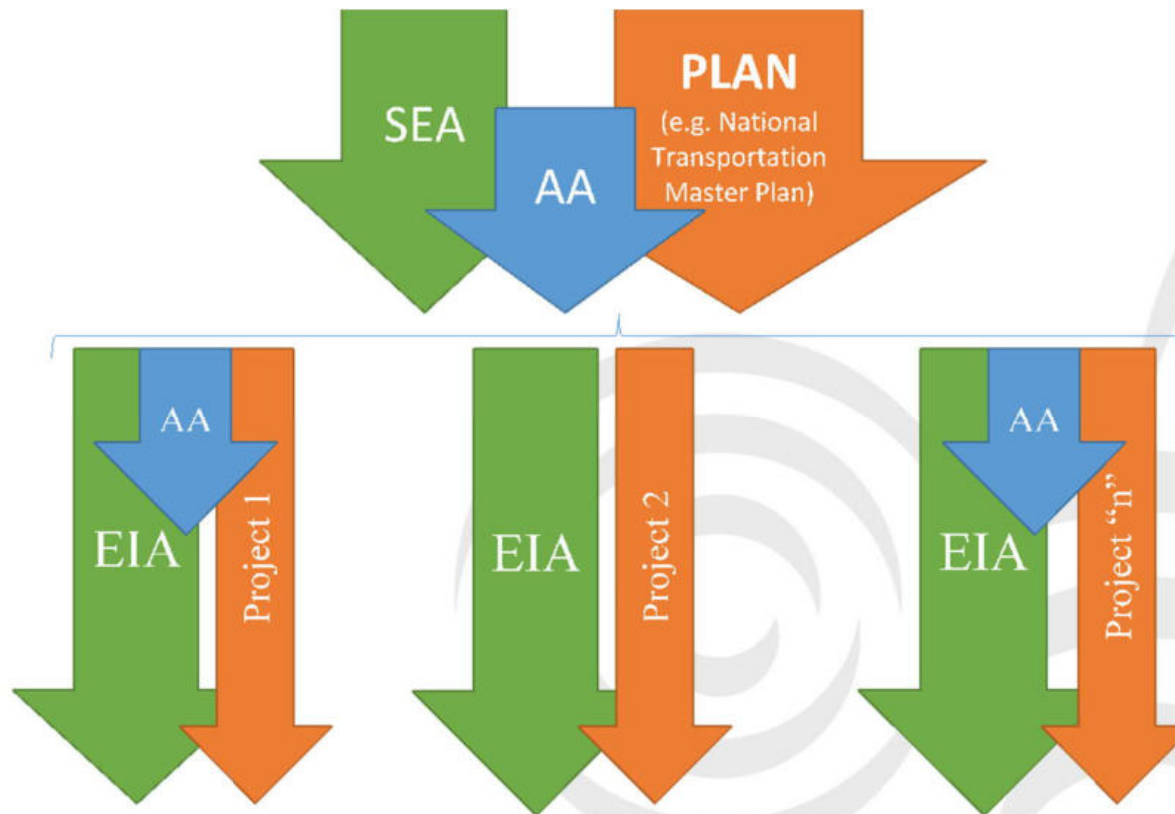 SEA
AA
PLAN
(e.g. National
Transportation
Master Plan)
AA
EIA
Project 1
EIA
Project 2
AA
EIA
Project “n”